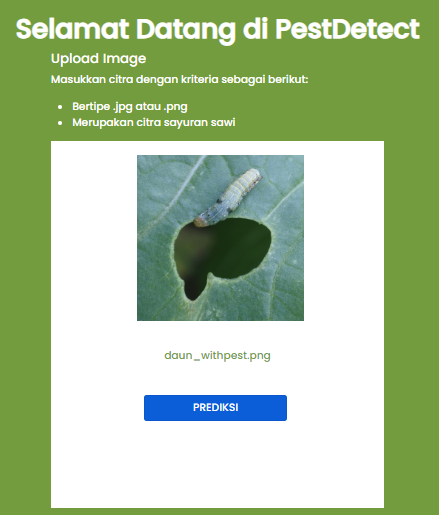 Selamat Datang di PestDetect
Upload Image
Masukkan citra dengan kriteria sebagai berikut:
• Bertipe .jpg atau .png
• Merupakan citra sayuran sawi
daun_withpest.png
PREDIKSI